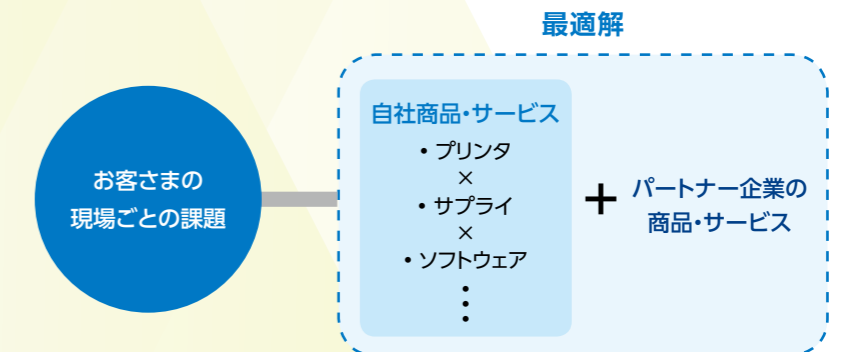 最適解
お客さまの
現場ごとの課題
自社商品・サービス
・プリンタ
×
・サプライ
×
・ソフトウェア
・
・
・
＋
パートナー企業の
商品・サービス